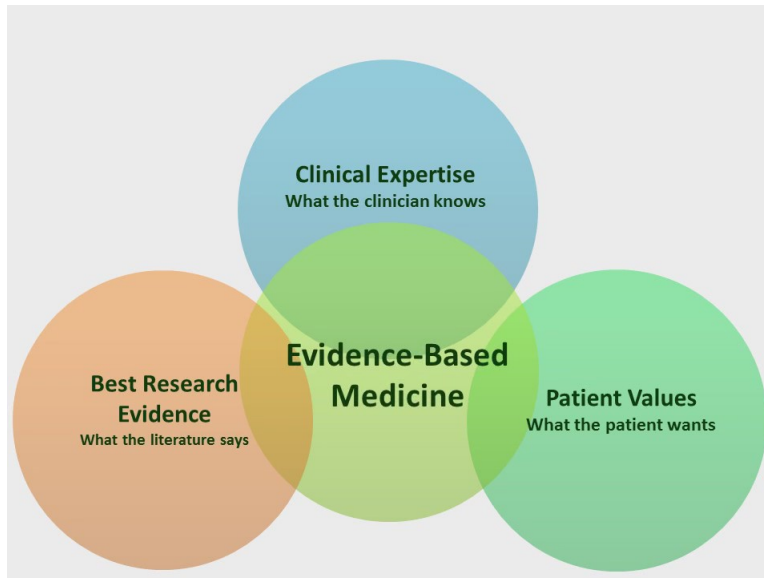 Clinical Expertise
What the clinician knows
Evidence-Based
Medicine
Best Research
Evidence
What the literature says
Patient Values
What the patient wants